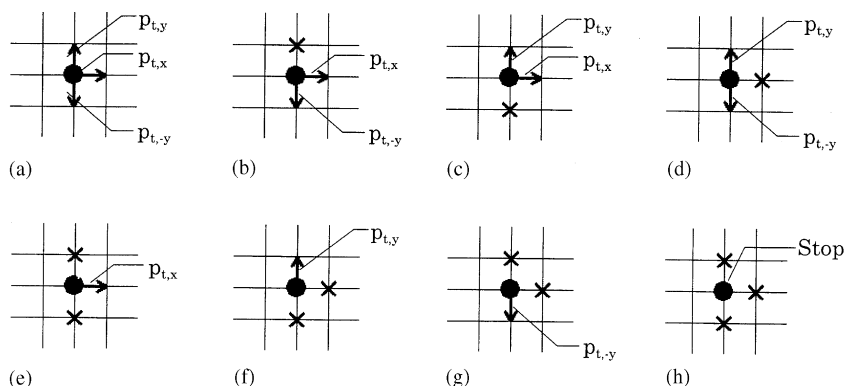 p_t,y
p_t,x
p_t,-y
(a)
p_t,x
p_t,-y
(b)
p_t,y
p_t,x
(c)
p_t,y
p_t,-y
(d)
p_t,x
(e)
p_t,y
(f)
p_t,-y
(g)
Stop
(h)